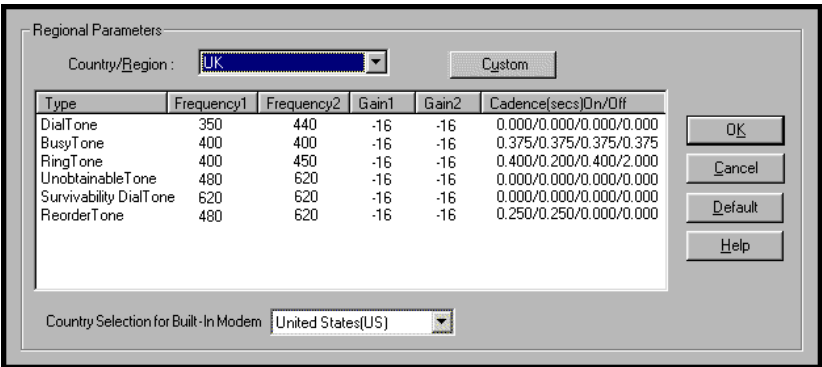 Regional Parameters
Country/Region : UK Custom
Type Frequency1 Frequency2 Gain1 Gain2 Cadence(secs)On/Off
DialTone 350 440 -16 -16 0.000/0.000/0.000/0.000
BusyTone 400 400 -16 -16 0.375/0.375/0.375/0.375
RingTone 400 450 -16 -16 0.400/0.200/0.400/2.000
UnobtainableTone 480 620 -16 -16 0.000/0.000/0.000/0.000
Survivability DialTone 620 620 -16 -16 0.000/0.000/0.000/0.000
ReorderTone 480 620 -16 -16 0.250/0.250/0.000/0.000
OK
Cancel
Default
Help
Country Selection for Built-In Modem United States(US)